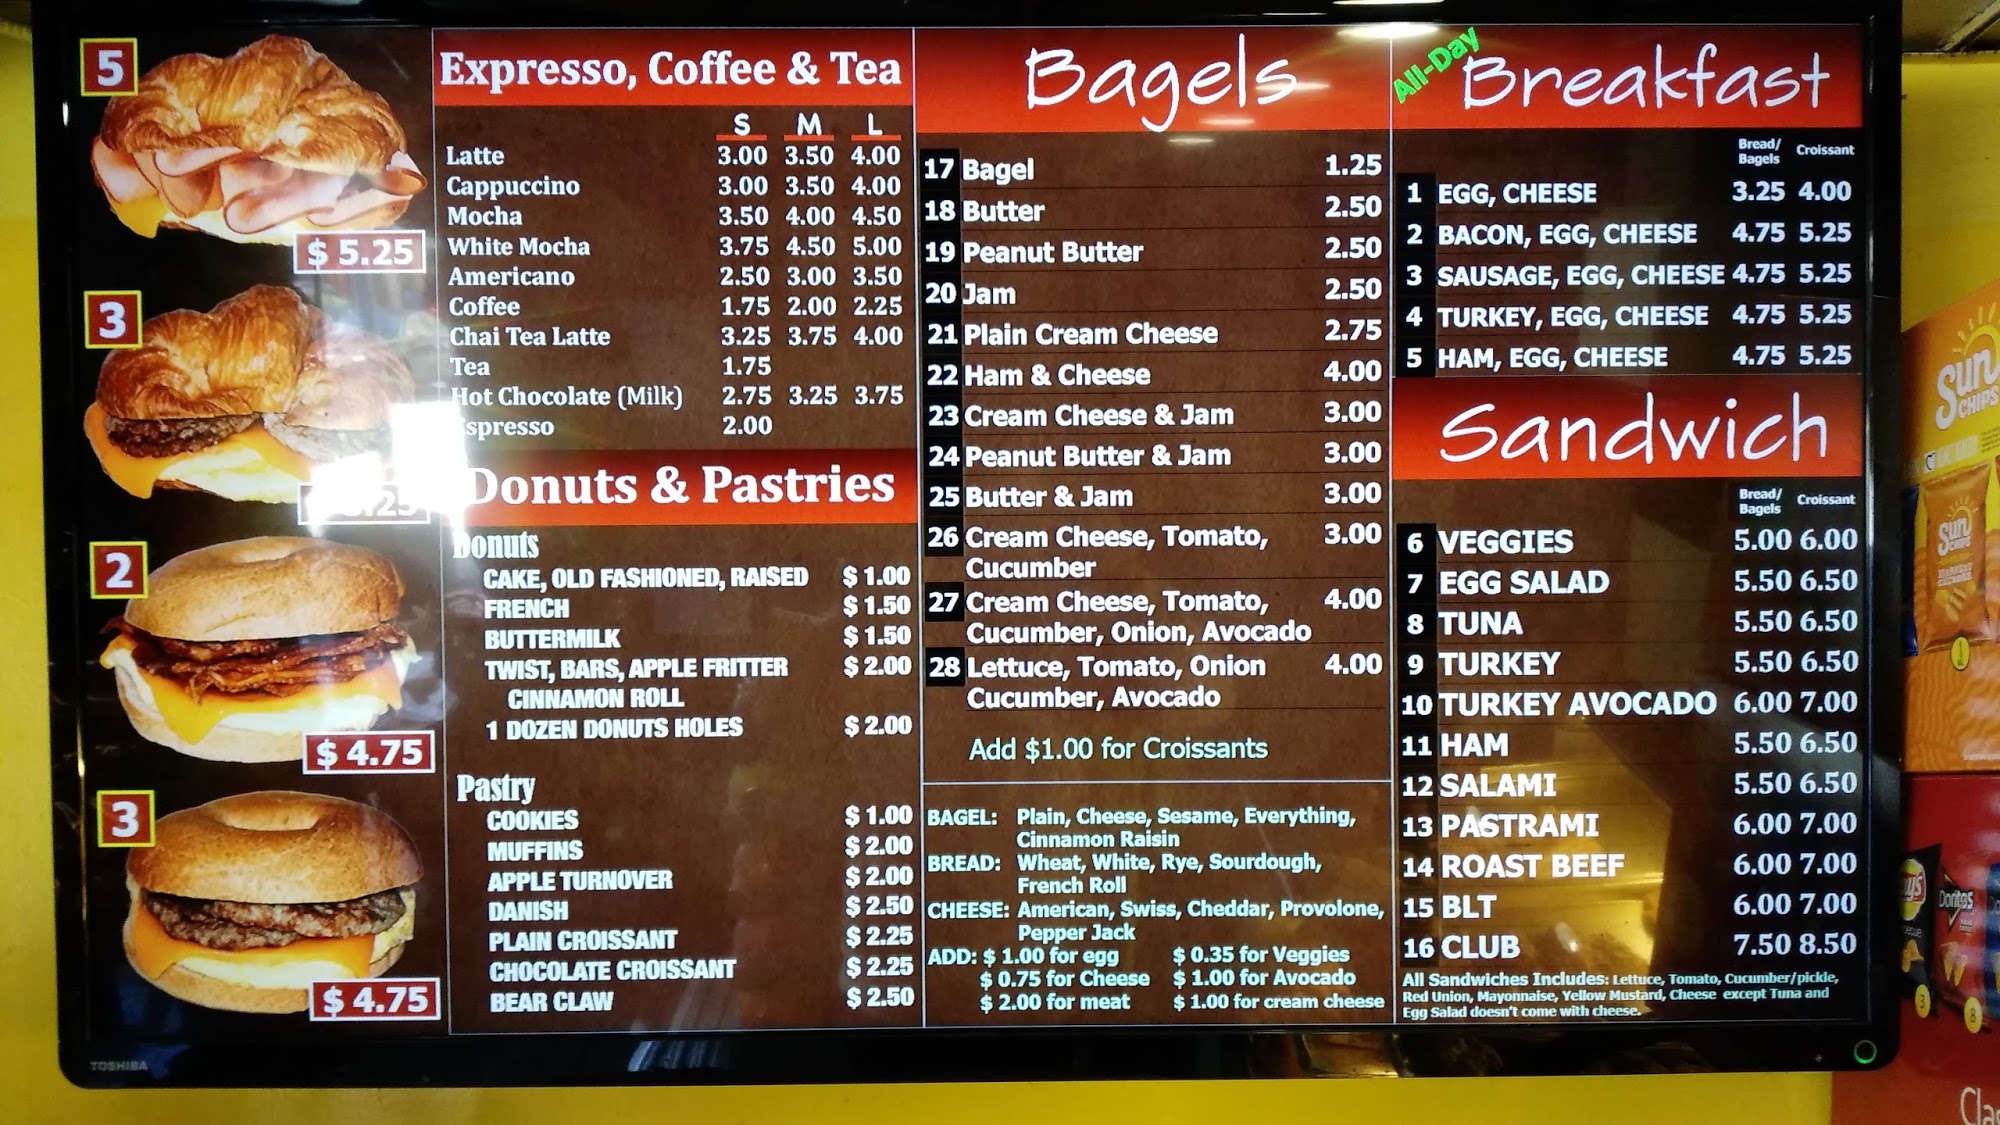 5
$ 5.25
3
2
$ 4.75
3
$ 4.75
Expresso, Coffee & Tea
S M L
Latte 3.00 3.50 4.00
Cappuccino 3.00 3.50 4.00
Mocha 3.50 4.00 4.50
White Mocha 3.75 4.50 5.00
Americano 2.50 3.00 3.50
Coffee 1.75 2.00 2.25
Chai Tea Latte 3.25 3.75 4.00
Tea 1.75
Hot Chocolate (Milk) 2.75 3.25 3.75
Espresso 2.00
Donuts & Pastries
Donuts
CAKE, OLD FASHIONED, RAISED $ 1.00
FRENCH $ 1.50
BUTTERMILK $ 1.50
TWIST, BARS, APPLE FRITTER $ 2.00
CINNAMON ROLL
1 DOZEN DONUTS HOLES $ 2.00
Pastry
COOKIES $ 1.00
MUFFINS $ 2.00
APPLE TURNOVER $ 2.00
DANISH $ 2.50
PLAIN CROISSANT $ 2.25
CHOCOLATE CROISSANT $ 2.25
BEAR CLAW $ 2.50
Bagels
17 Bagel 1.25
18 Butter 2.50
19 Peanut Butter 2.50
20 Jam 2.50
21 Plain Cream Cheese 2.75
22 Ham & Cheese 4.00
23 Cream Cheese & Jam 3.00
24 Peanut Butter & Jam 3.00
25 Butter & Jam 3.00
26 Cream Cheese, Tomato, 3.00
Cucumber
27 Cream Cheese, Tomato, 4.00
Cucumber, Onion, Avocado
28 Lettuce, Tomato, Onion 4.00
Cucumber, Avocado
Add $1.00 for Croissants
BAGEL: Plain, Cheese, Sesame, Everything,
Cinnamon Raisin
BREAD: Wheat, White, Rye, Sourdough,
French Roll
CHEESE: American, Swiss, Cheddar, Provolone,
Pepper Jack
ADD: $ 1.00 for egg $ 0.35 for Veggies
$ 0.75 for Cheese $ 1.00 for Avocado
$ 2.00 for meat $ 1.00 for cream cheese
All-Day
Breakfast
Bread/ Croissant
Bagels
1 EGG, CHEESE 3.25 4.00
2 BACON, EGG, CHEESE 4.75 5.25
3 SAUSAGE, EGG, CHEESE 4.75 5.25
4 TURKEY, EGG, CHEESE 4.75 5.25
5 HAM, EGG, CHEESE 4.75 5.25
Sandwich
Bread/ Croissant
Bagels
6 VEGGIES 5.00 6.00
7 EGG SALAD 5.50 6.50
8 TUNA 5.50 6.50
9 TURKEY 5.50 6.50
10 TURKEY AVOCADO 6.00 7.00
11 HAM 5.50 6.50
12 SALAMI 5.50 6.50
13 PASTRAMI 6.00 7.00
14 ROAST BEEF 6.00 7.00
15 BLT 6.00 7.00
16 CLUB 7.50 8.50
All Sandwiches Includes: Lettuce, Tomato, Cucumber/pickle,
Red Union, Mayonnaise, Yellow Mustard, Cheese except Tuna and
Egg Salad doesn't come with cheese.
TOSHIBA
Sun
CHIPS
Sun
CHIPS
1
Doritos
3
8